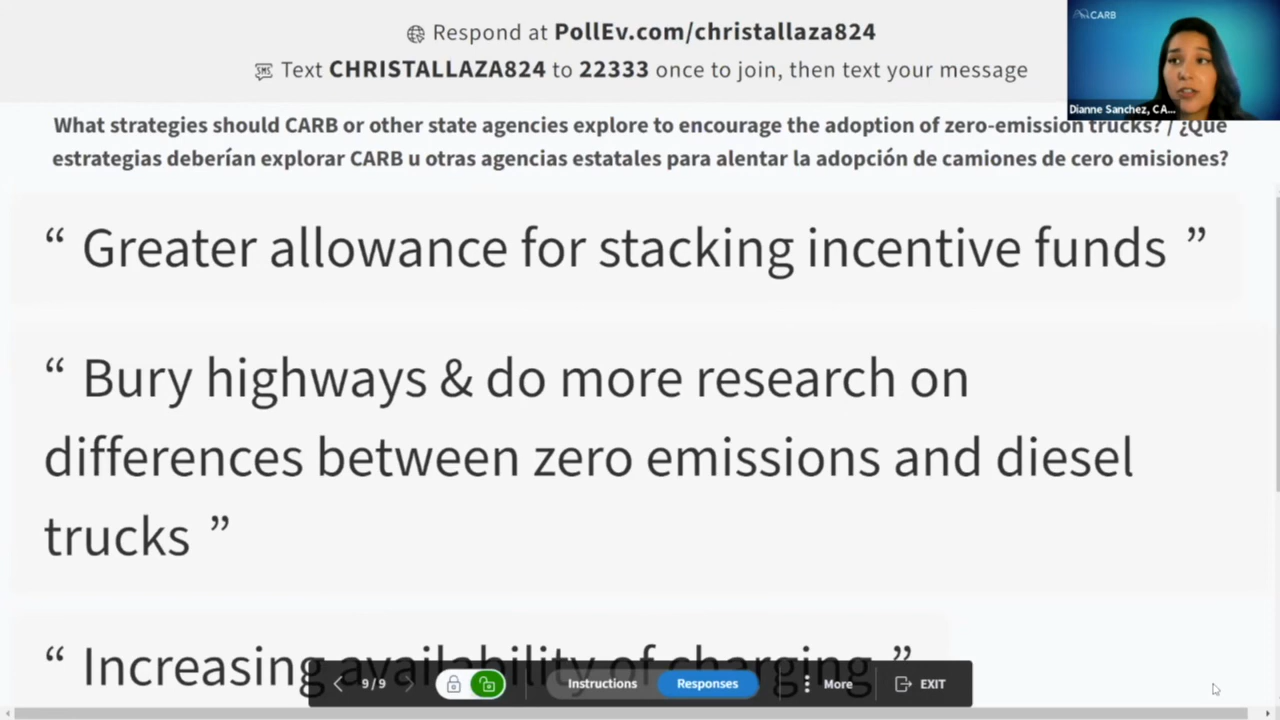 Respond at PollEv.com/christallaza824
Text CHRISTALLAZA824 to 22333 once to join, then text your message
CARB
Dianne Sanchez, CA...
What strategies should CARB or other state agencies explore to encourage the adoption of zero-emission trucks? / ¿Qué
estrategias deberían explorar CARB u otras agencias estatales para alentar la adopción de camiones de cero emisiones?
“ Greater allowance for stacking incentive funds ”
“ Bury highways & do more research on
differences between zero emissions and diesel
trucks ”
“ Increasing availability of charging ”
9/9
Instructions
Responses
More
EXIT